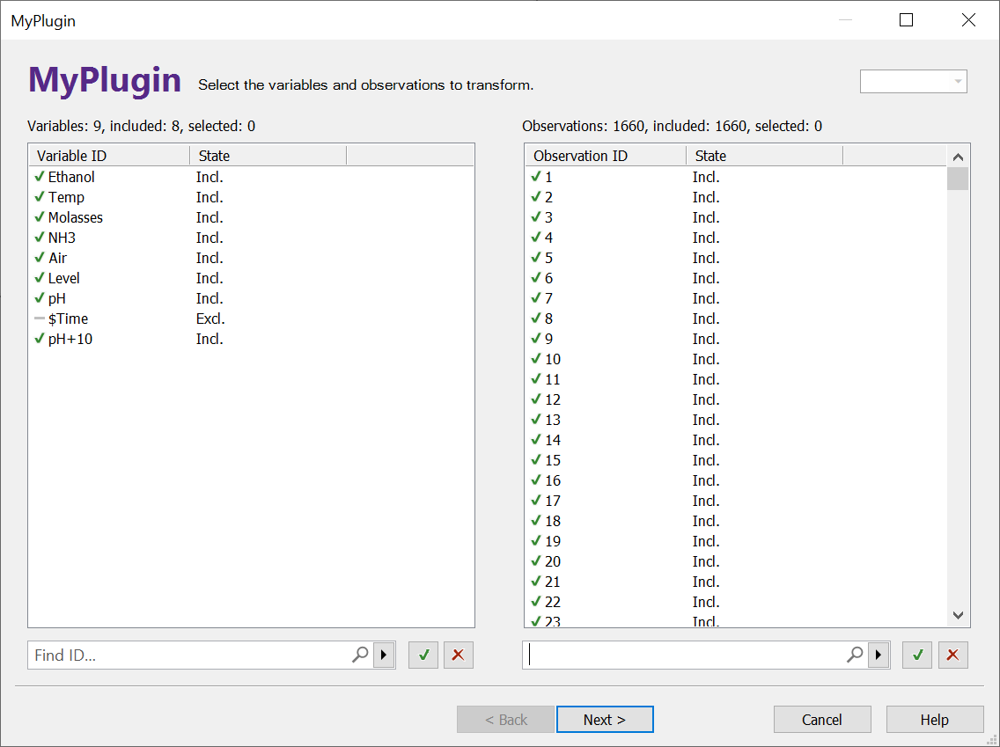 MyPlugin
MyPlugin Select the variables and observations to transform.
Variables: 9, included: 8, selected: 0
Variable ID State
Ethanol Incl.
Temp Incl.
Molasses Incl.
NH3 Incl.
Air Incl.
Level Incl.
pH Incl.
$Time Excl.
pH+10 Incl.
Find ID...
Observations: 1660, included: 1660, selected: 0
Observation ID State
1 Incl.
2 Incl.
3 Incl.
4 Incl.
5 Incl.
6 Incl.
7 Incl.
8 Incl.
9 Incl.
10 Incl.
11 Incl.
12 Incl.
13 Incl.
14 Incl.
15 Incl.
16 Incl.
17 Incl.
18 Incl.
19 Incl.
20 Incl.
21 Incl.
22 Incl.
23 Incl.
< Back Next > Cancel Help